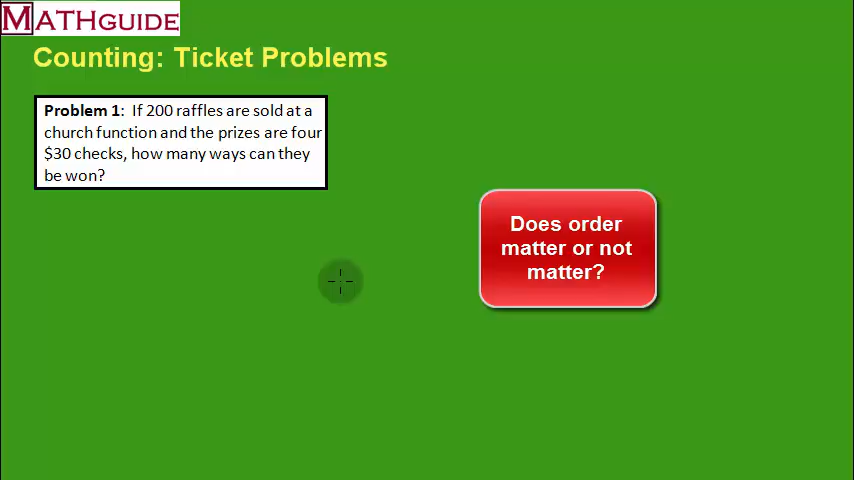 MATHGUIDE
Counting: Ticket Problems
Problem 1: If 200 raffles are sold at a
church function and the prizes are four
$30 checks, how many ways can they
be won?
Does order
matter or not
matter?